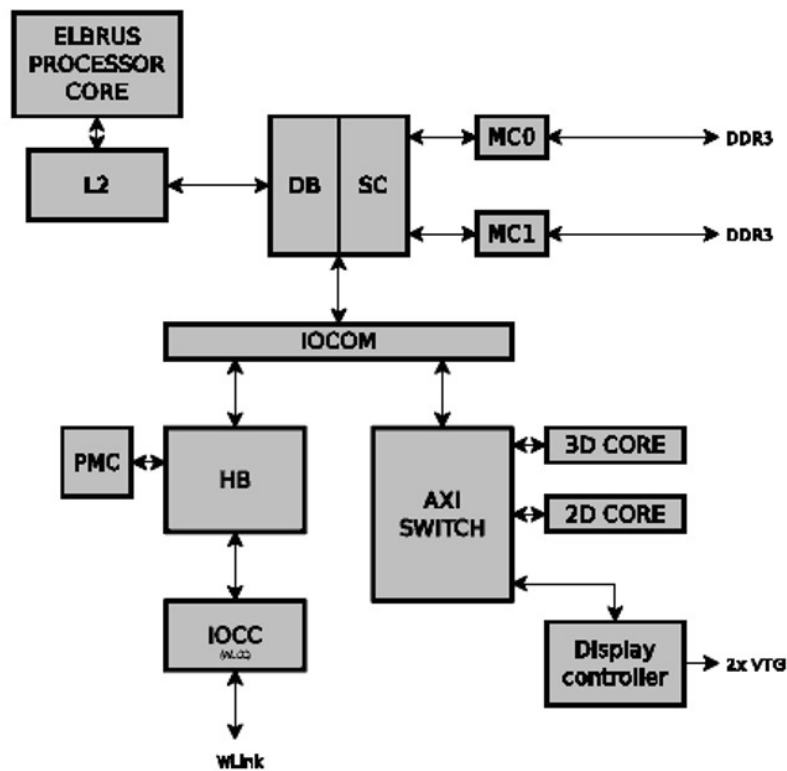 ELBRUS
PROCESSOR
CORE
L2
DB
SC
MC0
DDR3
MC1
DDR3
IOCOM
PMC
HB
AXI
SWITCH
3D CORE
2D CORE
IOCC
Display
controller
2x VTG
wLink